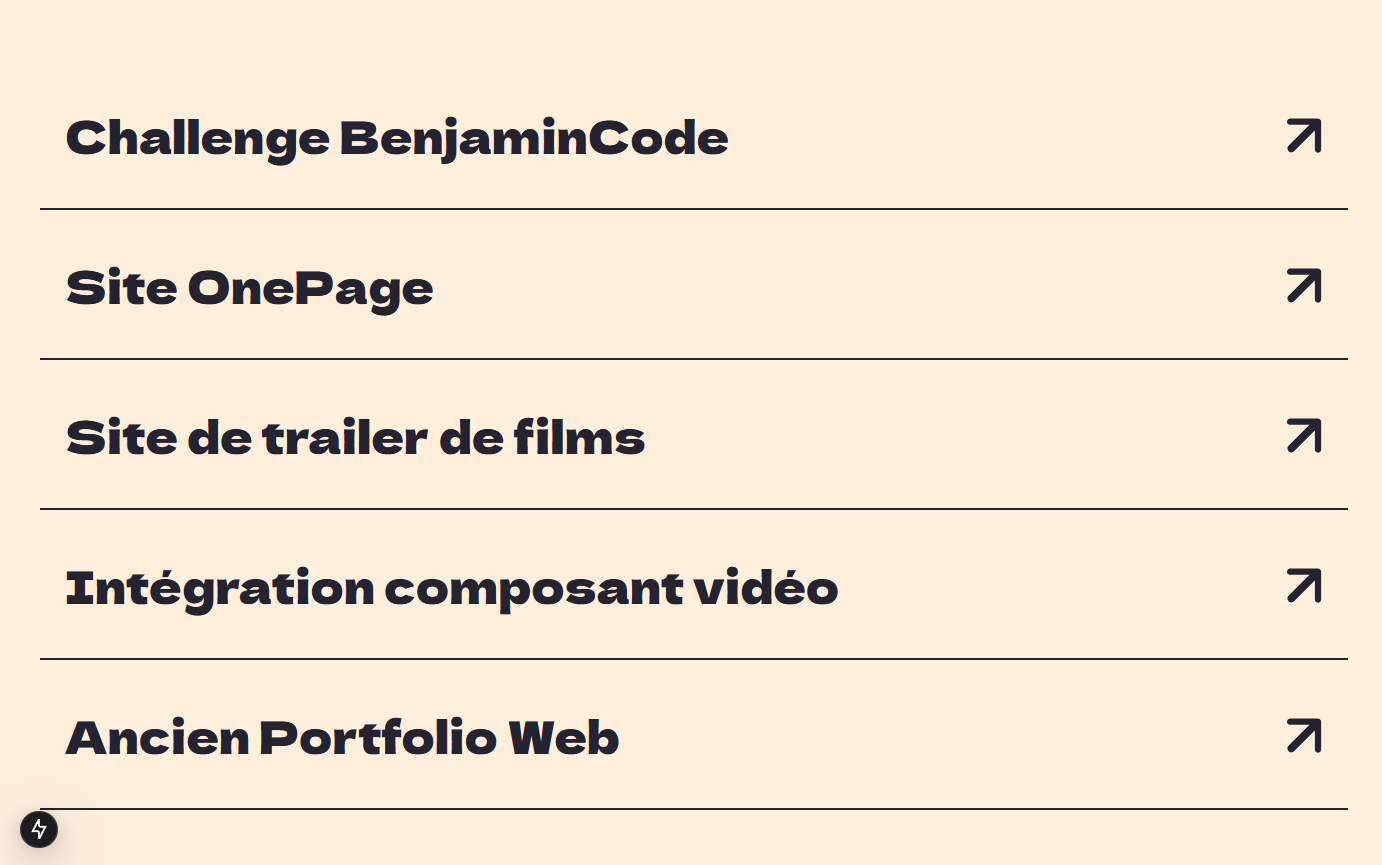 Challenge BenjaminCode
Site OnePage
Site de trailer de films
Intégration composant vidéo
Ancien Portfolio Web